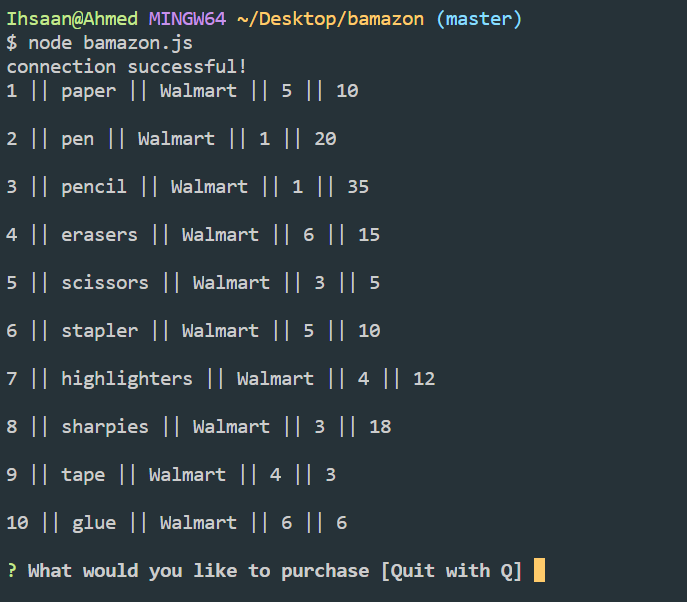 Ihsaan@Ahmed MINGW64 ~/Desktop/bamazon (master)
$ node bamazon.js
connection successful!
1 || paper || Walmart || 5 || 10
2 || pen || Walmart || 1 || 20
3 || pencil || Walmart || 1 || 35
4 || erasers || Walmart || 6 || 15
5 || scissors || Walmart || 3 || 5
6 || stapler || Walmart || 5 || 10
7 || highlighters || Walmart || 4 || 12
8 || sharpies || Walmart || 3 || 18
9 || tape || Walmart || 4 || 3
10 || glue || Walmart || 6 || 6
? What would you like to purchase [Quit with Q]